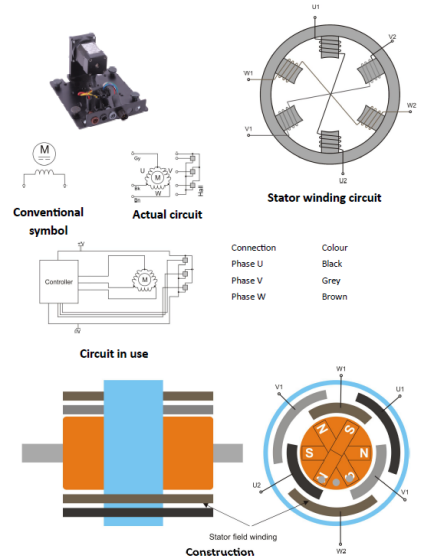 U1
V2
W1
W2
V1
U2
Stator winding circuit
M
Conventional
symbol
Gy
U
V
M
W
Bk
Bn
Hall
Actual circuit
+V
Controller
M
0V
Circuit in use
Connection Colour
Phase U Black
Phase V Grey
Phase W Brown
W1
V1
U1
N
S
S
N
U2
V1
W2
Stator field winding
Construction